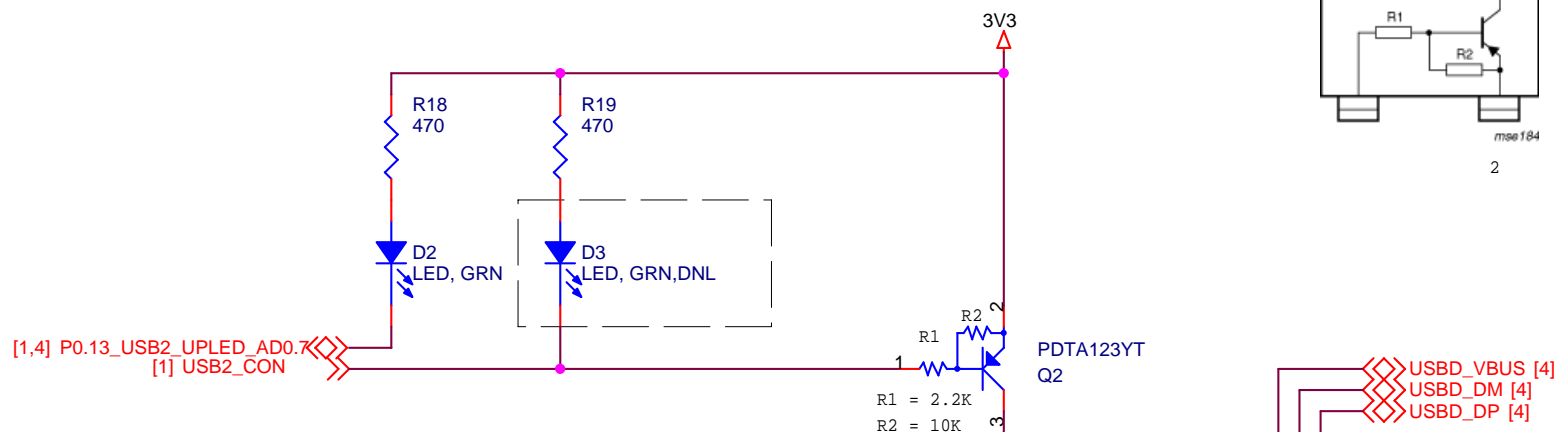 3V3
R1
R2
mse184
2
R18
470
R19
470
D2
LED, GRN
D3
LED, GRN,DNL
[1,4] P0.13_USB2_UPLED_AD0.7
[1] USB2_CON
R1
R2
2
1
3
PDTA123YT
Q2
R1 = 2.2K
R2 = 10K
USBD_VBUS [4]
USBD_DM [4]
USBD_DP [4]